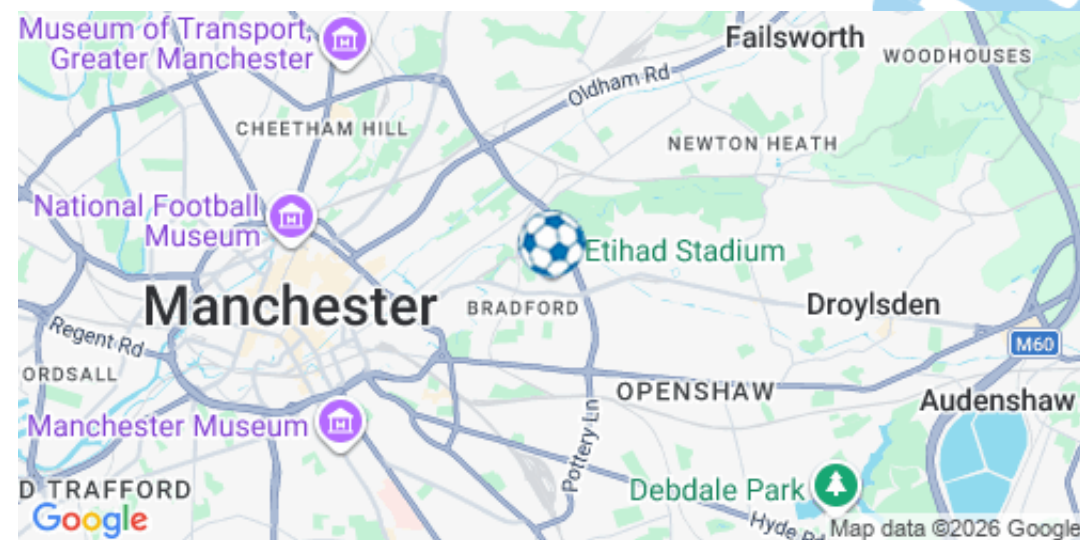 Museum of Transport,
Greater Manchester
Failsworth
WOODHOUSES
Oldham Rd
CHEETHAM HILL
NEWTON HEATH
National Football
Museum
Etihad Stadium
Manchester
BRADFORD
Droylsden
Regent Rd
M60
ORDSALL
OPENSHAW
Audenshaw
Manchester Museum
Pottery Ln
D TRAFFORD
Debdale Park
Google
Hyde Rd
Map data ©2026 Google